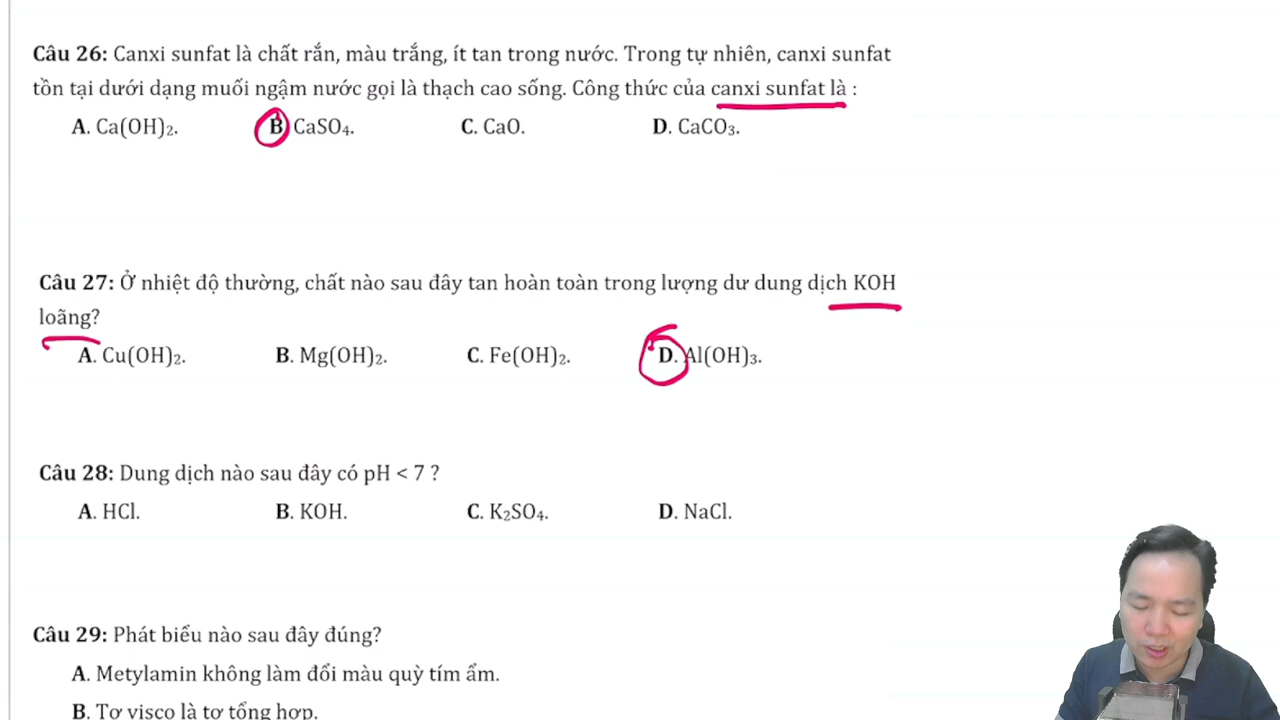 Câu 26: Canxi sunfat là chất rắn, màu trắng, ít tan trong nước. Trong tự nhiên, canxi sunfat
tồn tại dưới dạng muối ngậm nước gọi là thạch cao sống. Công thức của canxi sunfat là :
A. Ca(OH)₂. B. CaSO₄. C. CaO. D. CaCO₃.
Câu 27: Ở nhiệt độ thường, chất nào sau đây tan hoàn toàn trong lượng dư dung dịch KOH
loãng?
A. Cu(OH)₂. B. Mg(OH)₂. C. Fe(OH)₂. D. Al(OH)₃.
Câu 28: Dung dịch nào sau đây có pH < 7 ?
A. HCl. B. KOH. C. K₂SO₄. D. NaCl.
Câu 29: Phát biểu nào sau đây đúng?
A. Metylamin không làm đổi màu quỳ tím ẩm.
B. Tơ visco là tơ tổng hợp.